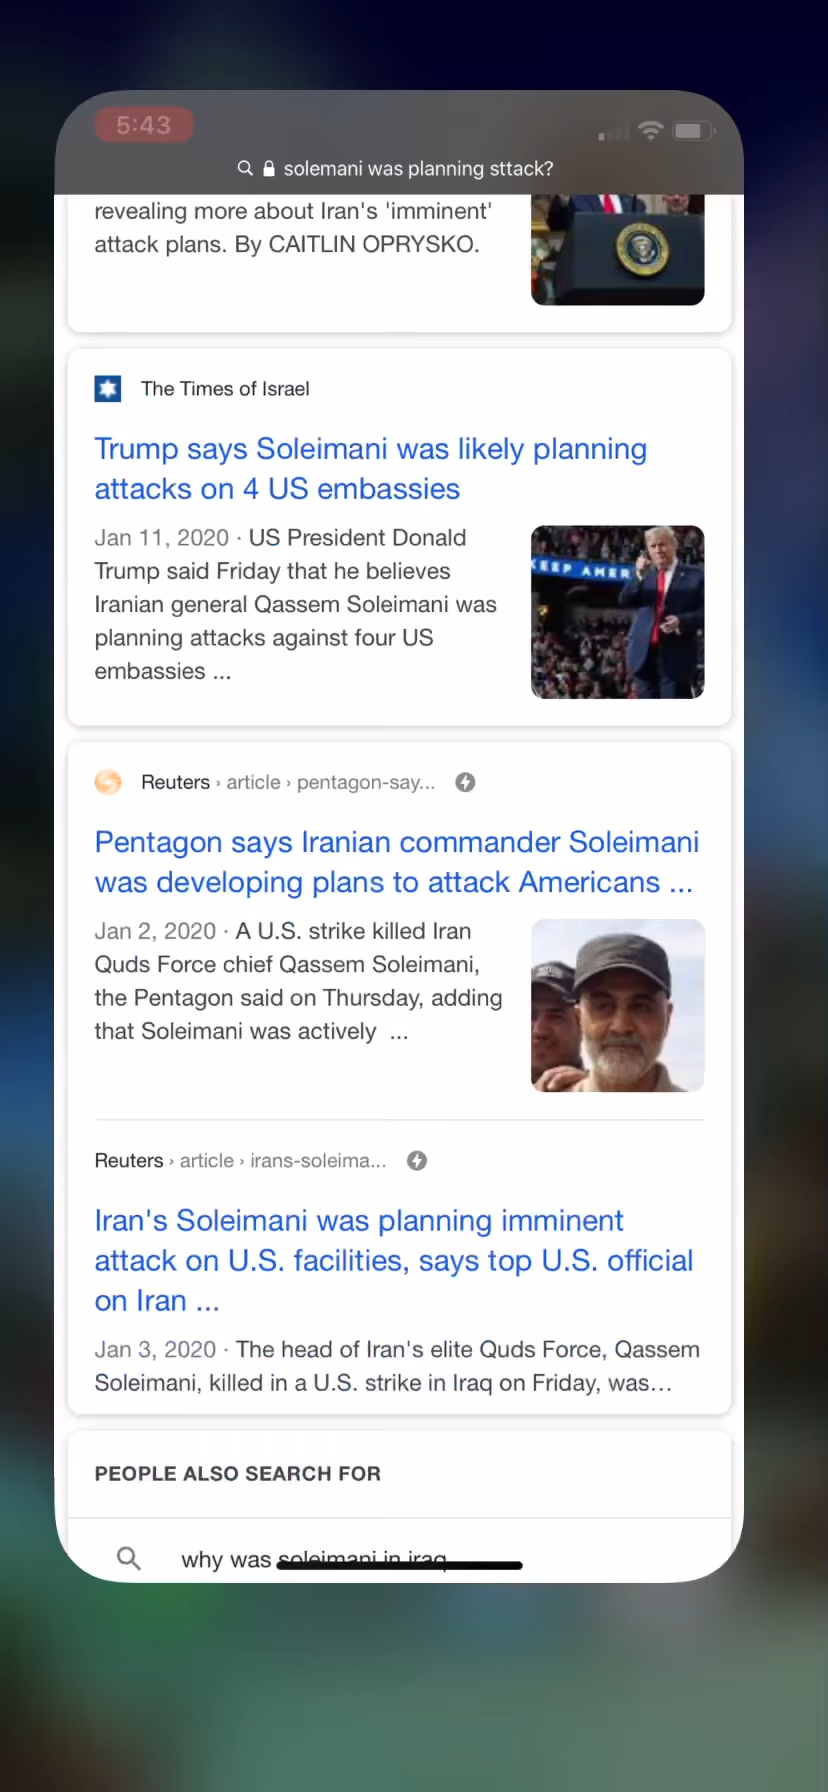 5:43
solemani was planning sttack?
revealing more about Iran's 'imminent'
attack plans. By CAITLIN OPRYSKO.
The Times of Israel
Trump says Soleimani was likely planning
attacks on 4 US embassies
Jan 11, 2020 · US President Donald
Trump said Friday that he believes
Iranian general Qassem Soleimani was
planning attacks against four US
embassies ...
KEEP AMER
Reuters › article › pentagon-say...
Pentagon says Iranian commander Soleimani
was developing plans to attack Americans ...
Jan 2, 2020 · A U.S. strike killed Iran
Quds Force chief Qassem Soleimani,
the Pentagon said on Thursday, adding
that Soleimani was actively ...
Reuters › article › irans-soleima...
Iran's Soleimani was planning imminent
attack on U.S. facilities, says top U.S. official
on Iran ...
Jan 3, 2020 · The head of Iran's elite Quds Force, Qassem
Soleimani, killed in a U.S. strike in Iraq on Friday, was...
PEOPLE ALSO SEARCH FOR
why was soleimani in iraq